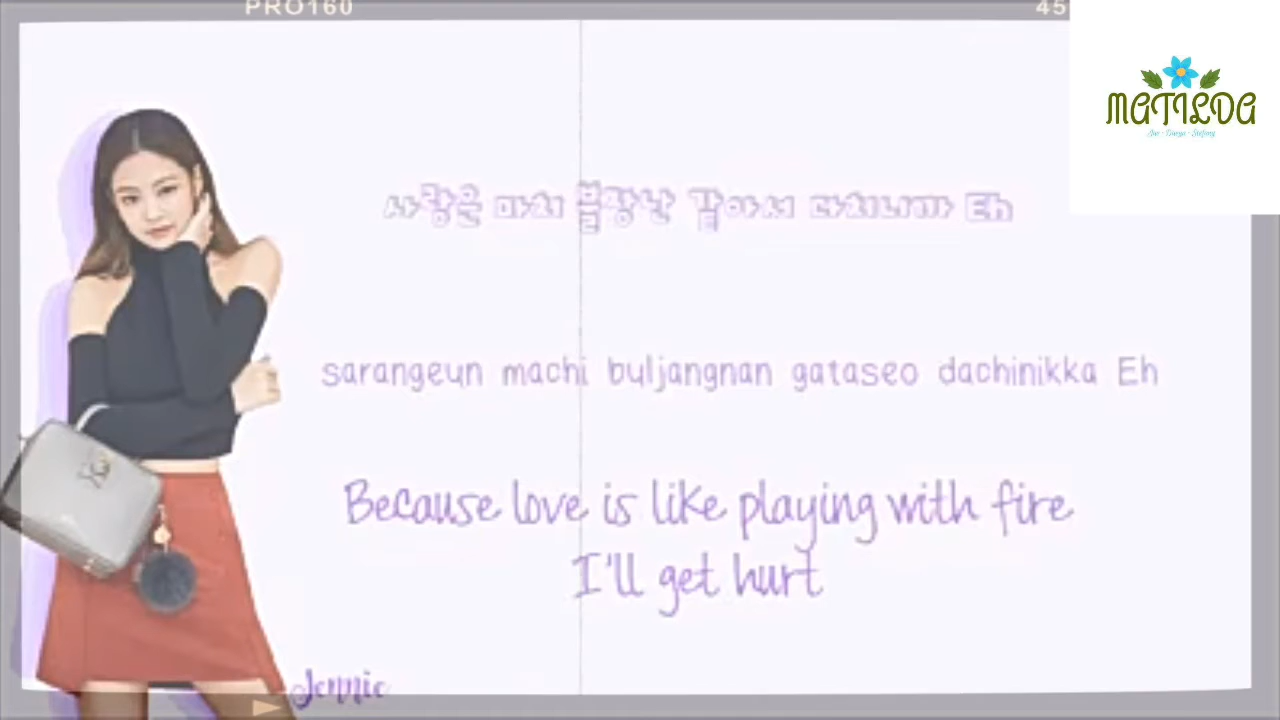 PRO160
45
MATILDA
사랑은 마치 불장난 같아서 다치니까 Eh
sarangeun machi buljangnan gataseo dachinikka Eh
Because love is like playing with fire
I'll get hurt
Jennie